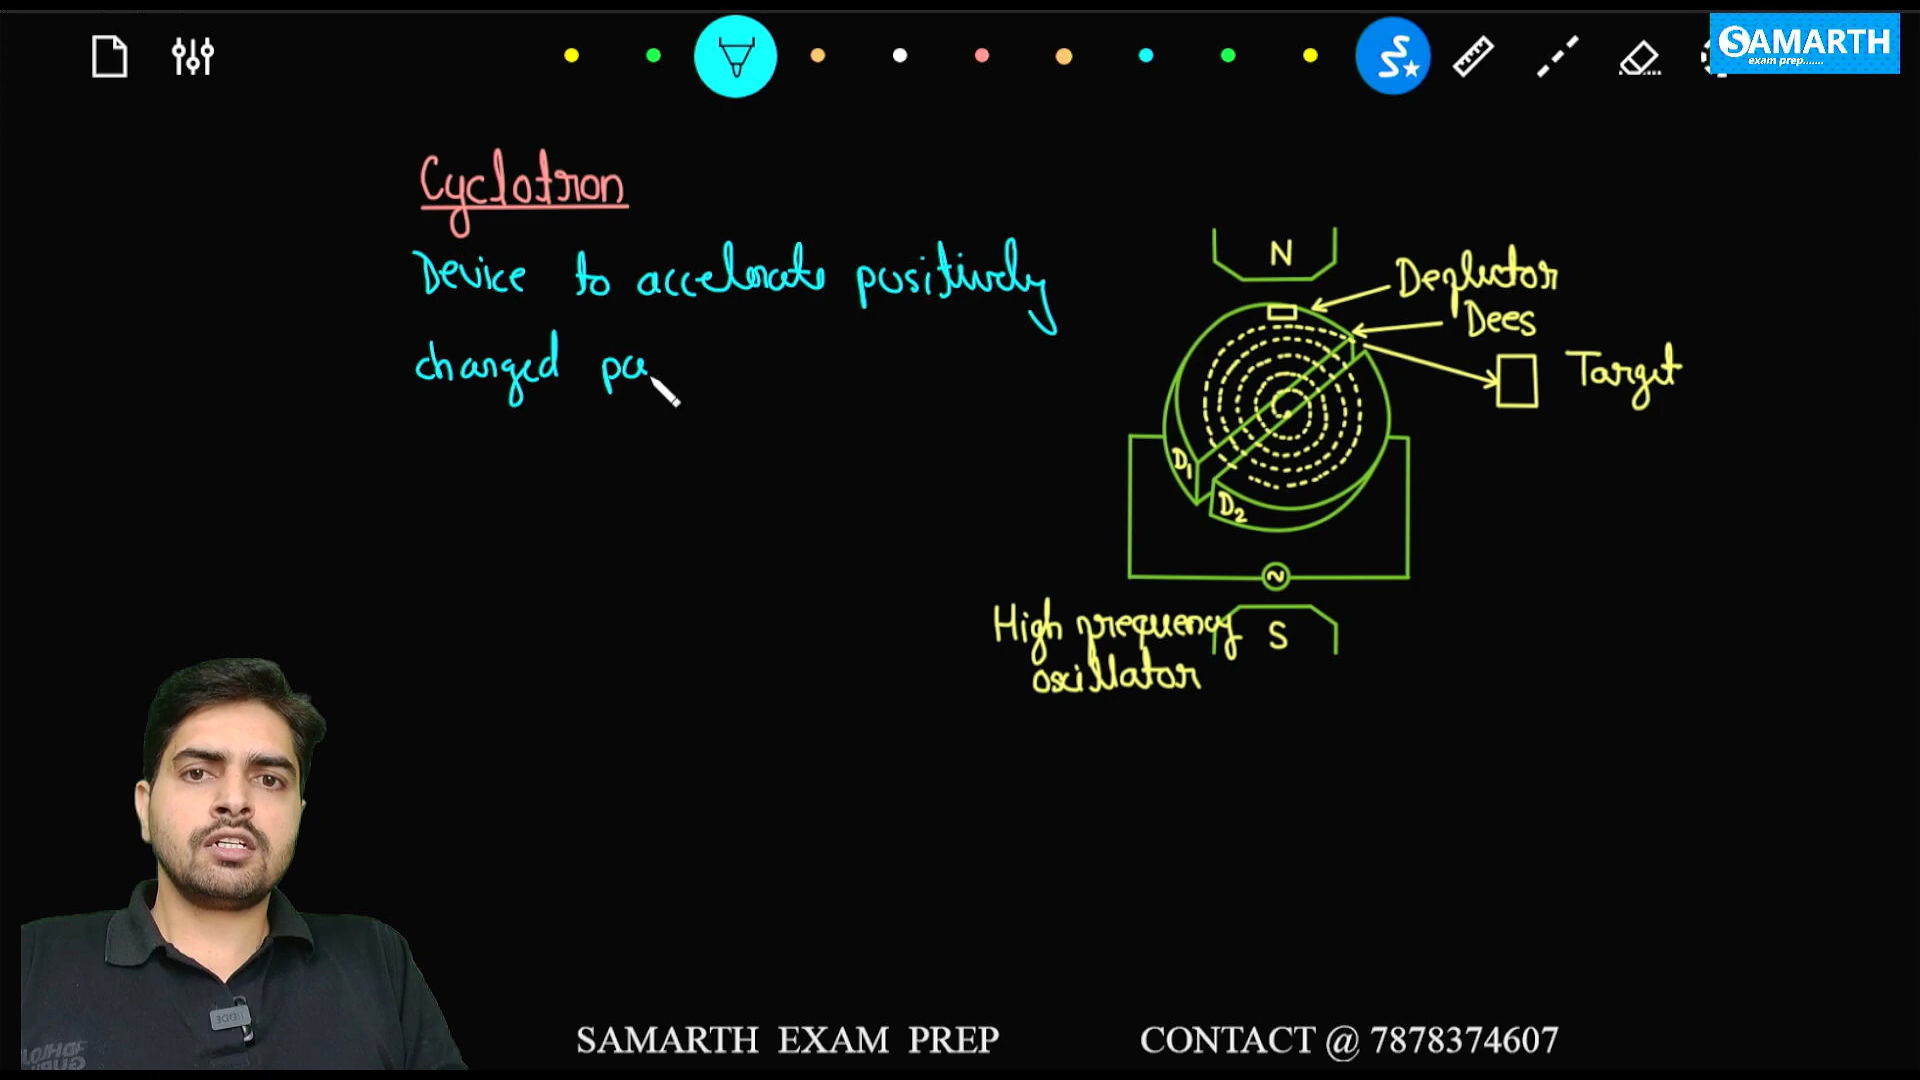 SAMARTH
exam prep.......
Cyclotron
Device to accelerate positively
charged pa
N
Deflector
Dees
Target
D1
D2
~
High frequency
oscillator
S
SAMARTH EXAM PREP CONTACT @ 7878374607